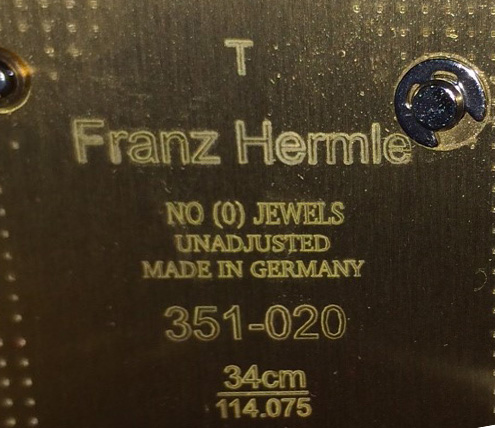 T
Franz Hermle
NO (0) JEWELS
UNADJUSTED
MADE IN GERMANY
351-020
34cm
114.075